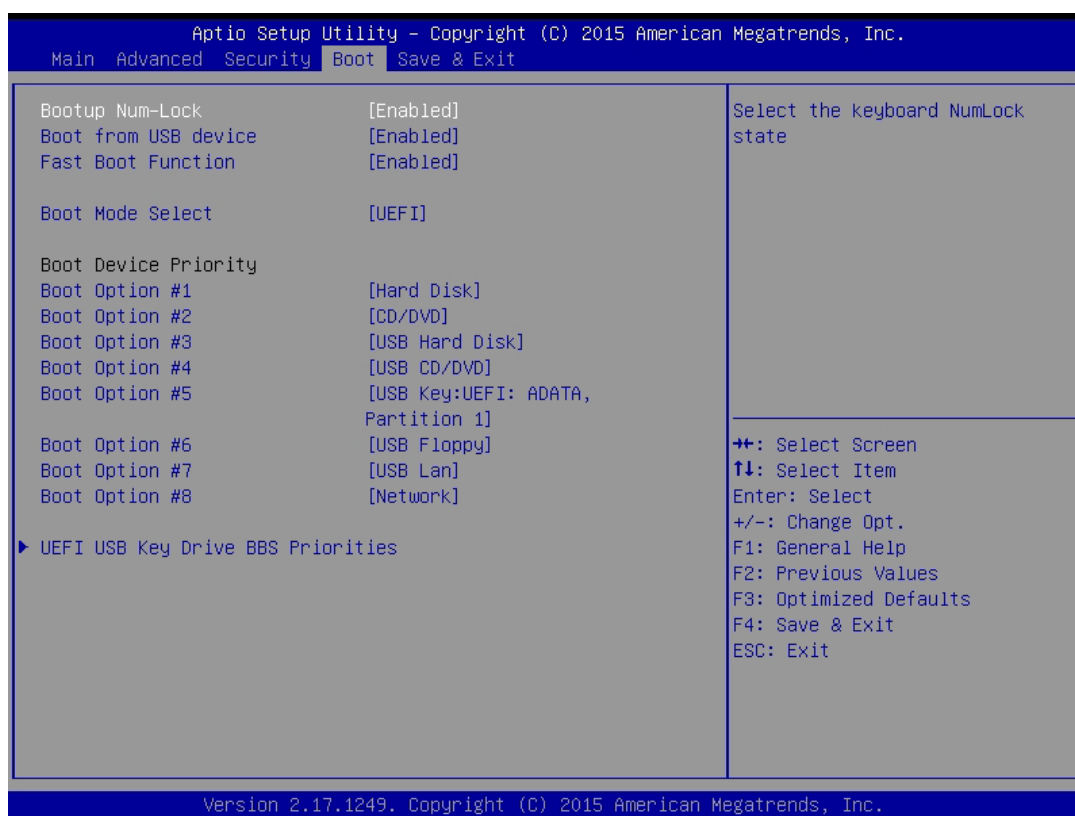 Aptio Setup Utility – Copyright (C) 2015 American Megatrends, Inc.
Main Advanced Security Boot Save & Exit
Bootup Num-Lock [Enabled]
Boot from USB device [Enabled]
Fast Boot Function [Enabled]
Boot Mode Select [UEFI]
Boot Device Priority
Boot Option #1 [Hard Disk]
Boot Option #2 [CD/DVD]
Boot Option #3 [USB Hard Disk]
Boot Option #4 [USB CD/DVD]
Boot Option #5 [USB Key:UEFI: ADATA,
Partition 1]
Boot Option #6 [USB Floppy]
Boot Option #7 [USB Lan]
Boot Option #8 [Network]
▶ UEFI USB Key Drive BBS Priorities
Select the keyboard NumLock
state
→←: Select Screen
↑↓: Select Item
Enter: Select
+/-: Change Opt.
F1: General Help
F2: Previous Values
F3: Optimized Defaults
F4: Save & Exit
ESC: Exit
Version 2.17.1249. Copyright (C) 2015 American Megatrends, Inc.